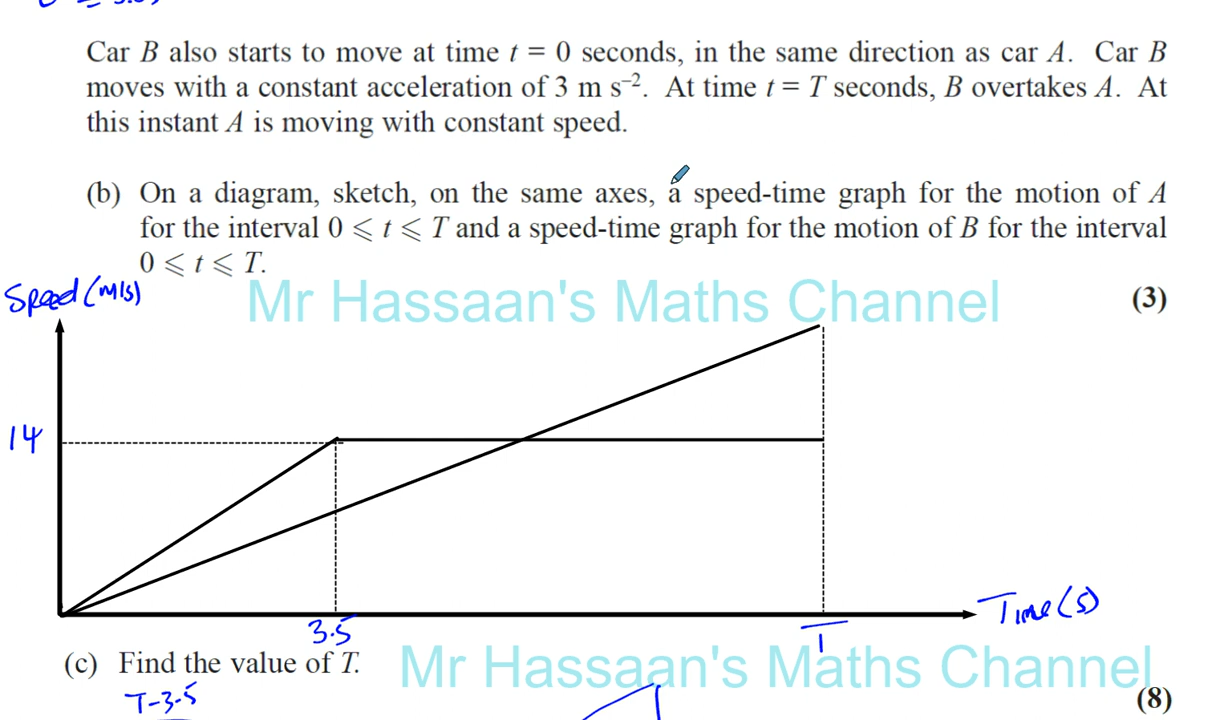 Car B also starts to move at time t = 0 seconds, in the same direction as car A. Car B
moves with a constant acceleration of 3 m s⁻². At time t = T seconds, B overtakes A. At
this instant A is moving with constant speed.
(b) On a diagram, sketch, on the same axes, a speed-time graph for the motion of A
for the interval 0 ⩽ t ⩽ T and a speed-time graph for the motion of B for the interval
0 ⩽ t ⩽ T.
Speed (m/s)
Mr Hassaan's Maths Channel
(3)
14
Time (s)
3.5
T
(c) Find the value of T.
Mr Hassaan's Maths Channel
T-3.5
(8)